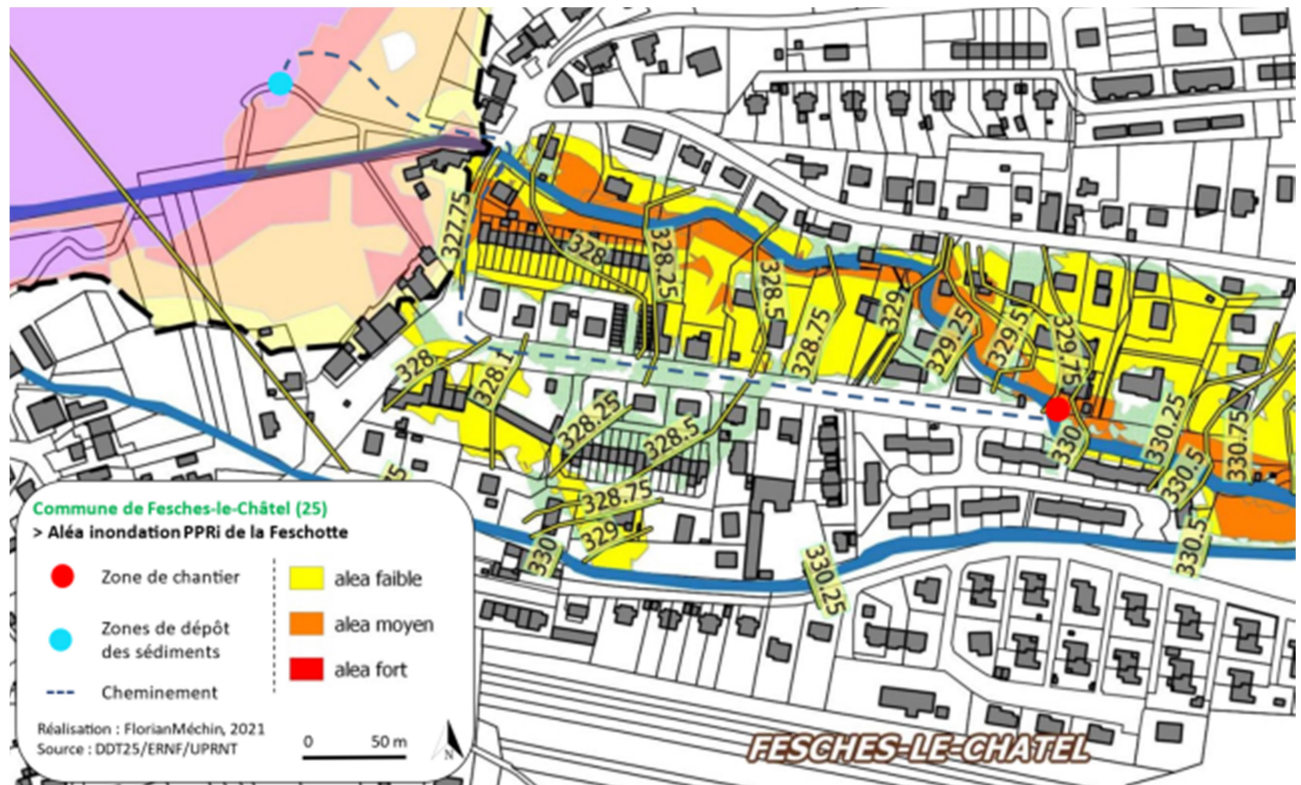 327.75
328
328.25
328.5
328.75
329
329.25
329.5
329.75
330
330.25
330.5
330.75
328
328.1
328.25
328.5
328.75
329
330
330.25
330.5
FESCHES-LE-CHATEL
Commune de Fesches-le-Châtel (25)
> Aléa inondation PPRi de la Feschotte
Zone de chantier
Zones de dépôt
des sédiments
Cheminement
alea faible
alea moyen
alea fort
Réalisation : FlorianMéchin, 2021
Source : DDT25/ERNF/UPRNT
0 50 m
N